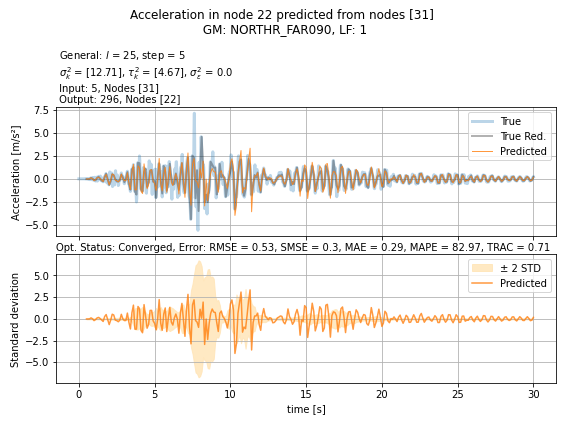 Acceleration in node 22 predicted from nodes [31]
GM: NORTHR_FAR090, LF: 1
General: l = 25, step = 5
σ²ₖ = [12.71], τ²ₖ = [4.67], σ²ε = 0.0
Input: 5, Nodes [31]
Output: 296, Nodes [22]
7.5
5.0
2.5
0.0
−2.5
−5.0
Acceleration [m/s²]
True
True Red.
Predicted
Opt. Status: Converged, Error: RMSE = 0.53, SMSE = 0.3, MAE = 0.29, MAPE = 82.97, TRAC = 0.71
5.0
2.5
0.0
−2.5
−5.0
Standard deviation
± 2 STD
Predicted
0 5 10 15 20 25 30
time [s]